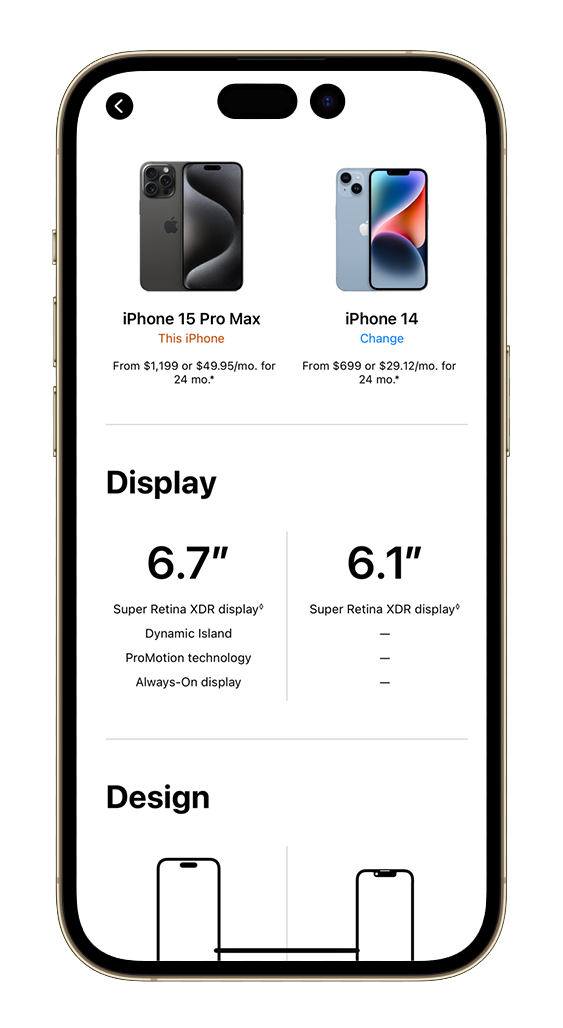 iPhone 15 Pro Max
This iPhone
From $1,199 or $49.95/mo. for
24 mo.*
iPhone 14
Change
From $699 or $29.12/mo. for
24 mo.*
Display
6.7″
Super Retina XDR display◊
Dynamic Island
ProMotion technology
Always-On display
6.1″
Super Retina XDR display◊
—
—
—
Design